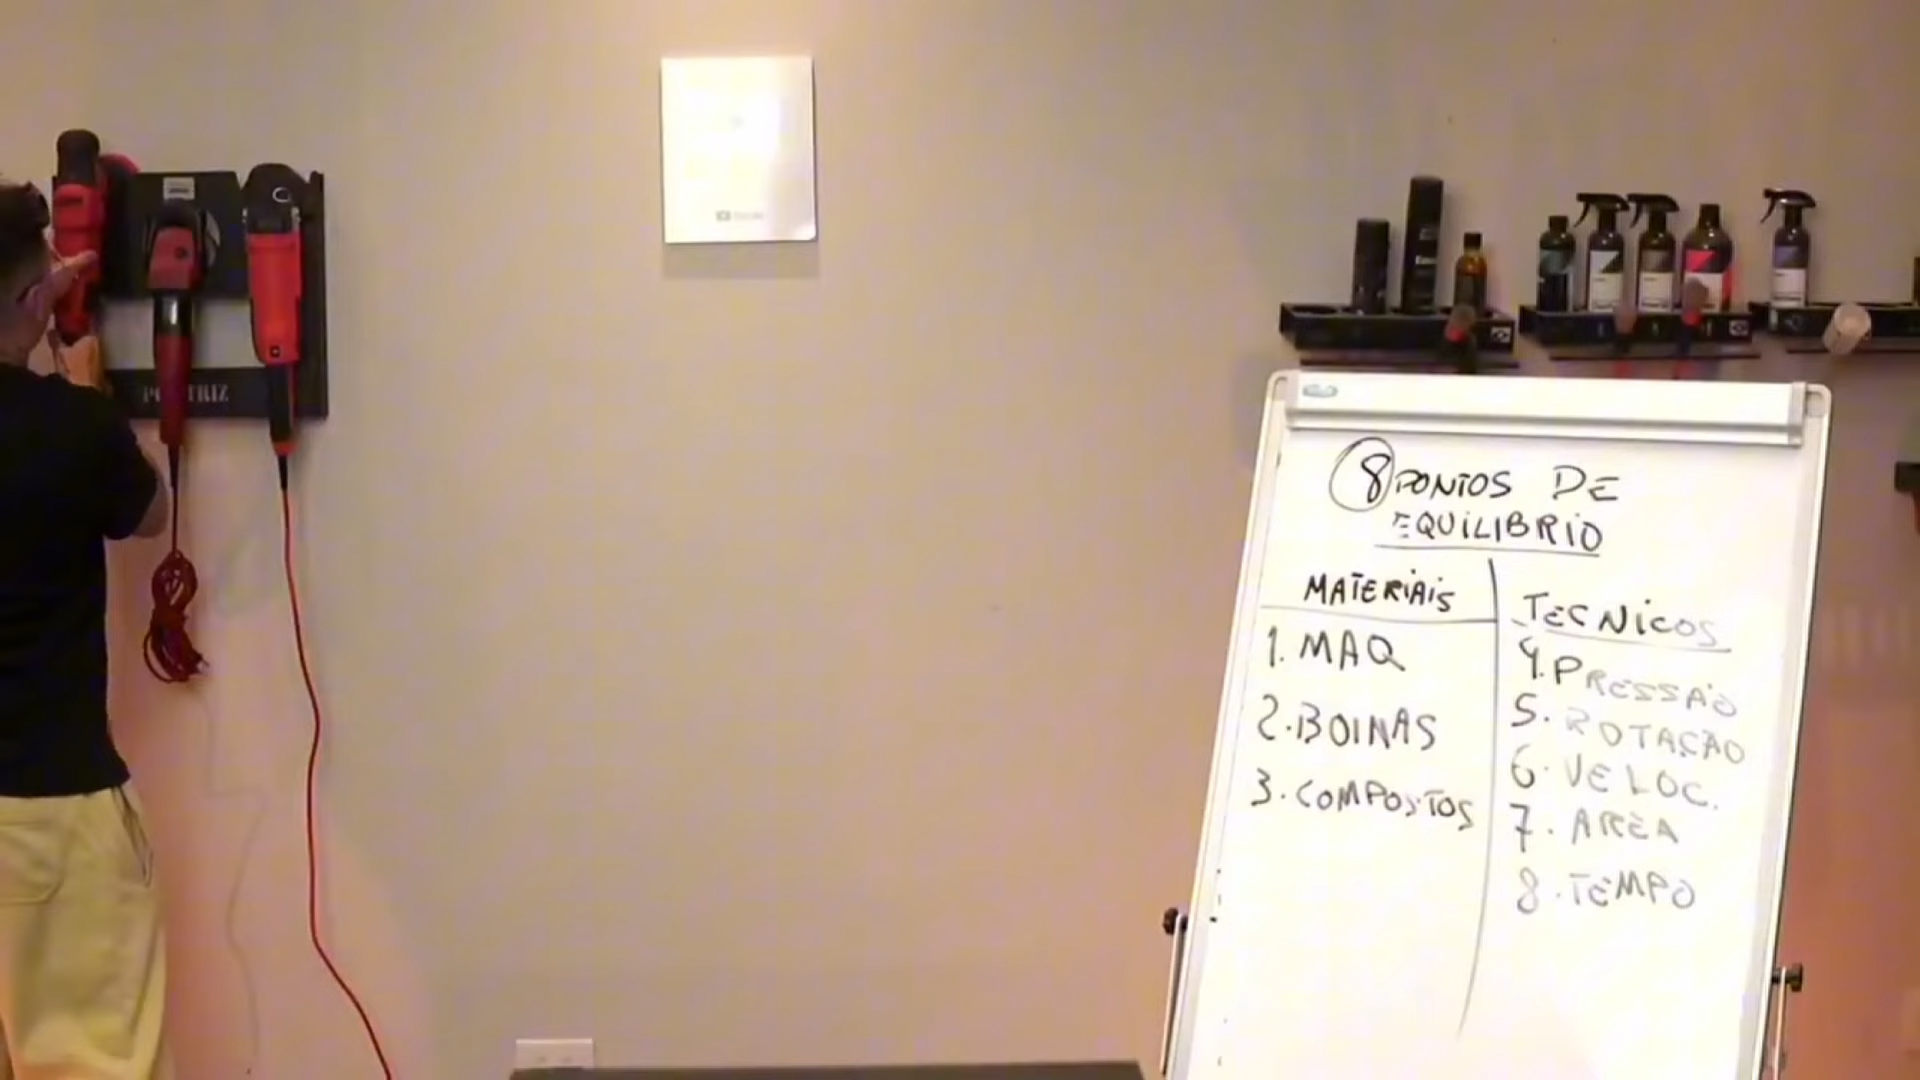 8 PONTOS DE
EQUILIBRIO
MATERIAIS
1. MAQ
2. BOINAS
3. COMPOSTOS
TECNICOS
4. PRESSÃO
5. ROTAÇÃO
6. VELOC.
7. AREA
8. TEMPO